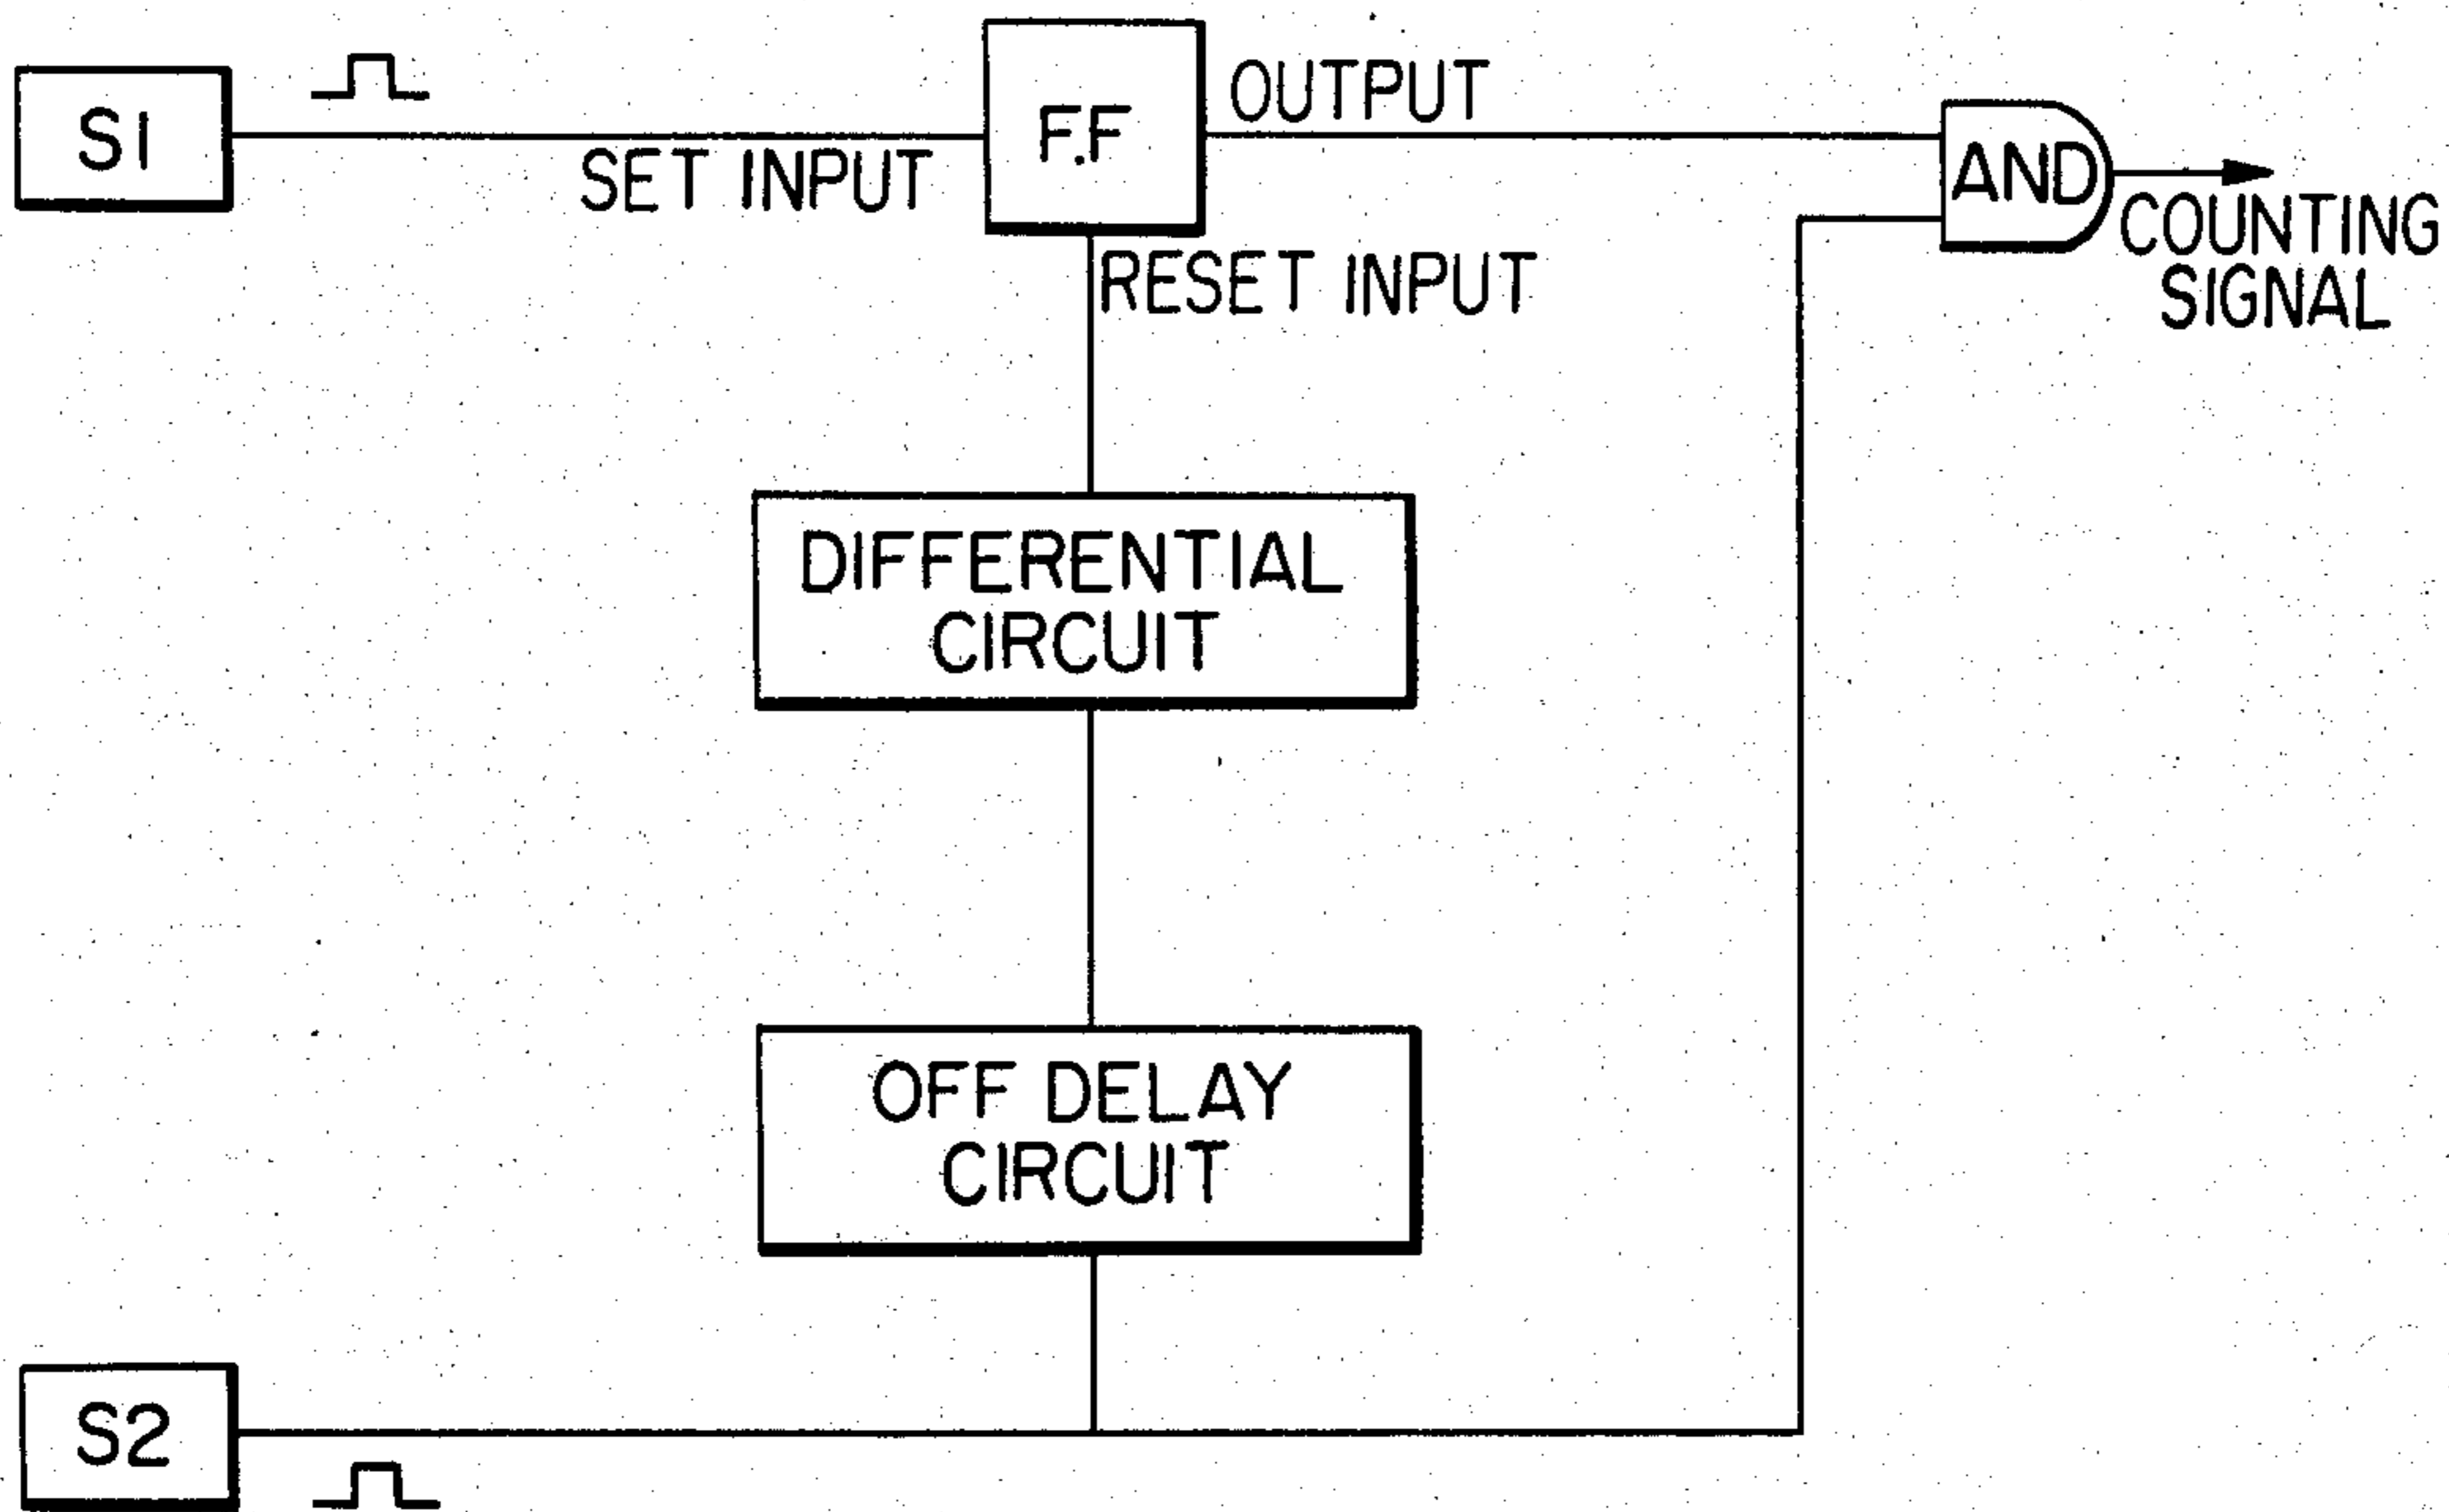 S1
SET INPUT
F.F
OUTPUT
AND
COUNTING
SIGNAL
RESET INPUT
DIFFERENTIAL
CIRCUIT
OFF DELAY
CIRCUIT
S2